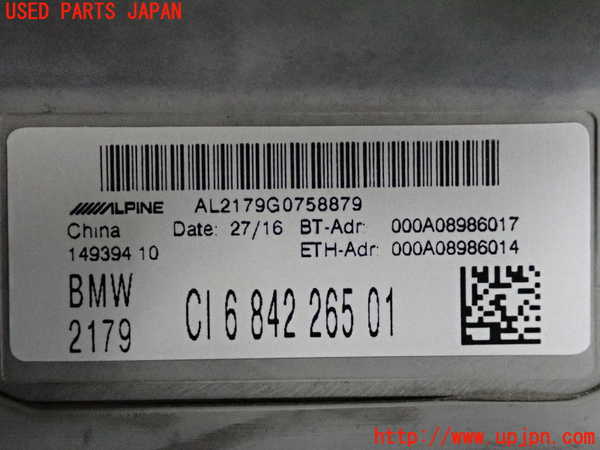 USED PARTS JAPAN
ALPINE AL2179G0758879
China Date: 27/16 BT-Adr: 000A08986017
149394 10 ETH-Adr: 000A08986014
BMW CI 6 842 265 01
2179
http://www.upjpn.com/